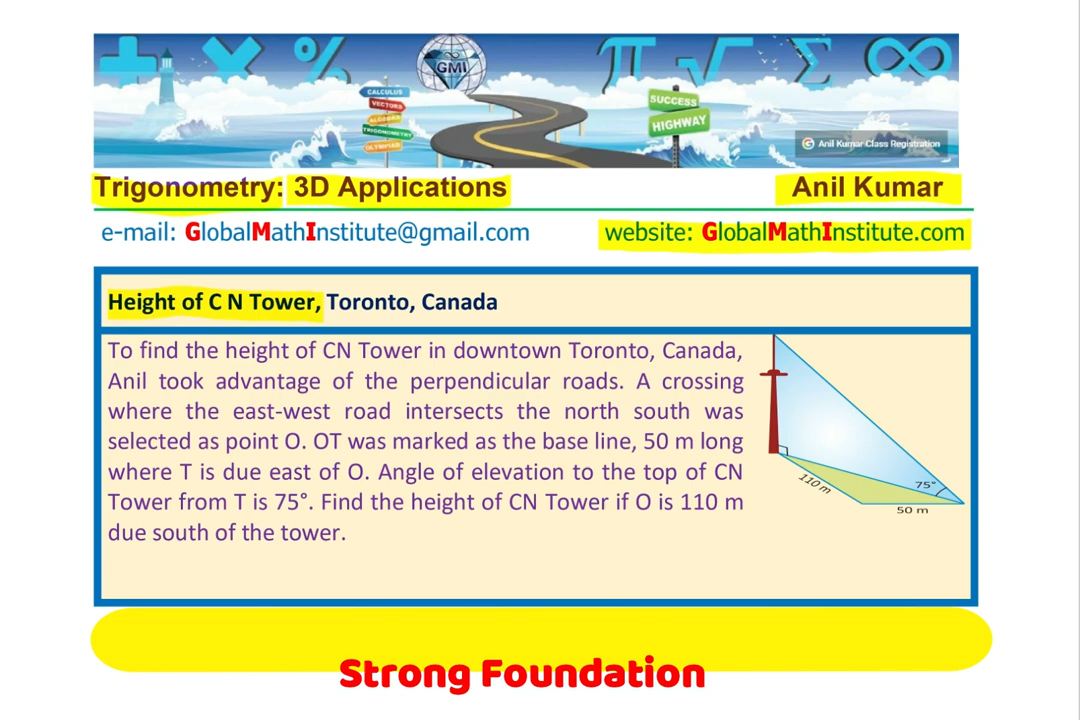 GMI
CALCULUS
VECTORS
ALGEBRA
TRIGONOMETRY
OLYMPIAD
SUCCESS
HIGHWAY
Anil Kumar Class Registration
Trigonometry: 3D Applications
Anil Kumar
e-mail: GlobalMathInstitute@gmail.com
website: GlobalMathInstitute.com
Height of C N Tower, Toronto, Canada
To find the height of CN Tower in downtown Toronto, Canada,
Anil took advantage of the perpendicular roads. A crossing
where the east-west road intersects the north south was
selected as point O. OT was marked as the base line, 50 m long
where T is due east of O. Angle of elevation to the top of CN
Tower from T is 75°. Find the height of CN Tower if O is 110 m
due south of the tower.
75°
110 m
50 m
Strong Foundation